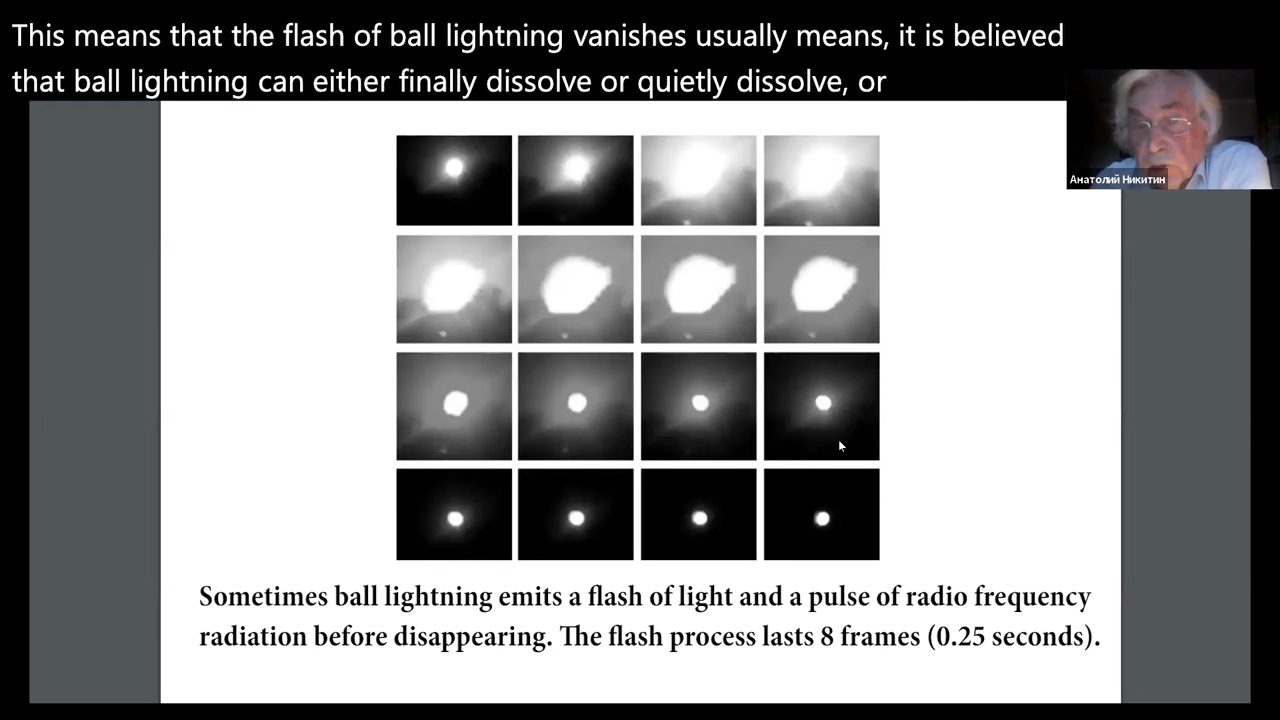 This means that the flash of ball lightning vanishes usually means, it is believed
that ball lightning can either finally dissolve or quietly dissolve, or
Анатолий Никитин
Sometimes ball lightning emits a flash of light and a pulse of radio frequency
radiation before disappearing. The flash process lasts 8 frames (0.25 seconds).